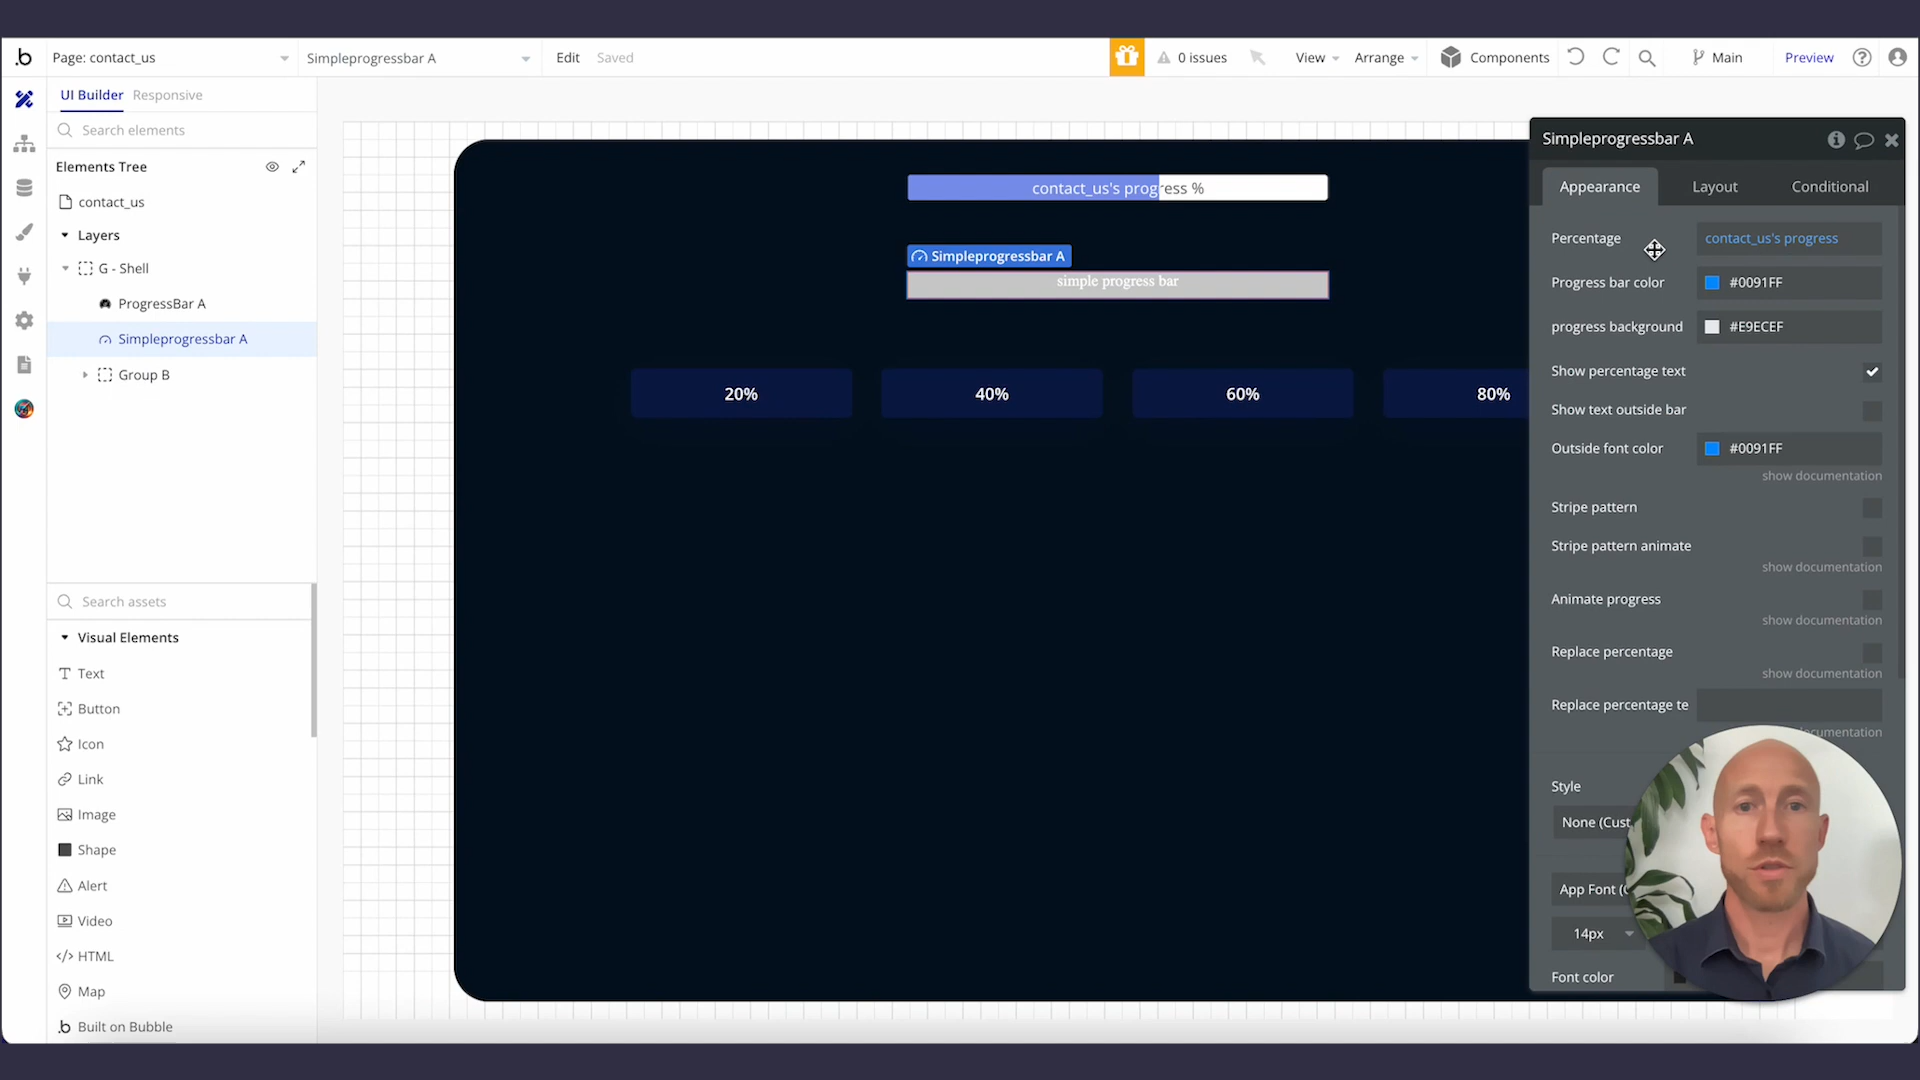 .b Page: contact_us
Simpleprogressbar A
Edit
Saved
0 issues
View
Arrange
Components
Main
Preview
UI Builder
Responsive
Search elements
Elements Tree
contact_us
Layers
G - Shell
ProgressBar A
Simpleprogressbar A
Group B
Search assets
Visual Elements
Text
Button
Icon
Link
Image
Shape
Alert
Video
HTML
Map
Built on Bubble
contact_us's progress %
Simpleprogressbar A
simple progress bar
20%
40%
60%
80%
Simpleprogressbar A
Appearance
Layout
Conditional
Percentage
contact_us's progress
Progress bar color
#0091FF
progress background
#E9ECEF
Show percentage text
Show text outside bar
Outside font color
#0091FF
show documentation
Stripe pattern
Stripe pattern animate
show documentation
Animate progress
show documentation
Replace percentage
show documentation
Replace percentage te
cumentation
Style
None (Cust
App Font (
14px
Font color